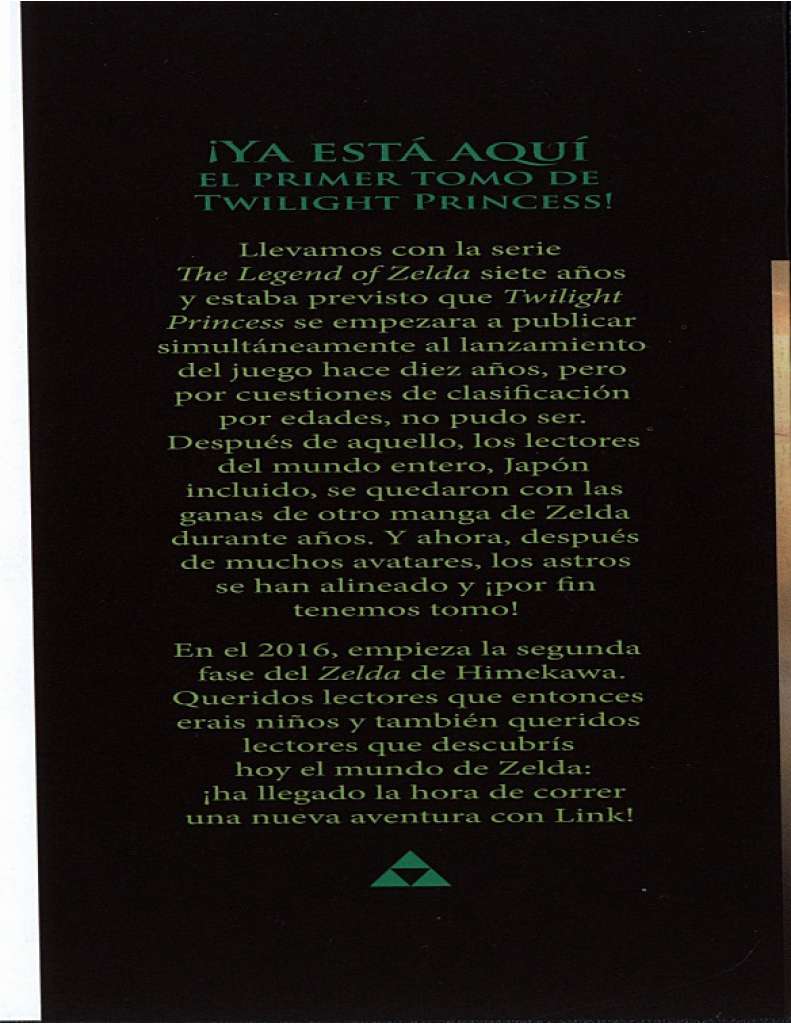 ¡YA ESTÁ AQUÍ
EL PRIMER TOMO DE
TWILIGHT PRINCESS!
Llevamos con la serie
The Legend of Zelda siete años
y estaba previsto que Twilight
Princess se empezara a publicar
simultáneamente al lanzamiento
del juego hace diez años, pero
por cuestiones de clasificación
por edades, no pudo ser.
Después de aquello, los lectores
del mundo entero, Japón
incluido, se quedaron con las
ganas de otro manga de Zelda
durante años. Y ahora, después
de muchos avatares, los astros
se han alineado y ¡por fin
tenemos tomo!
En el 2016, empieza la segunda
fase del Zelda de Himekawa.
Queridos lectores que entonces
erais niños y también queridos
lectores que descubrís
hoy el mundo de Zelda:
¡ha llegado la hora de correr
una nueva aventura con Link!